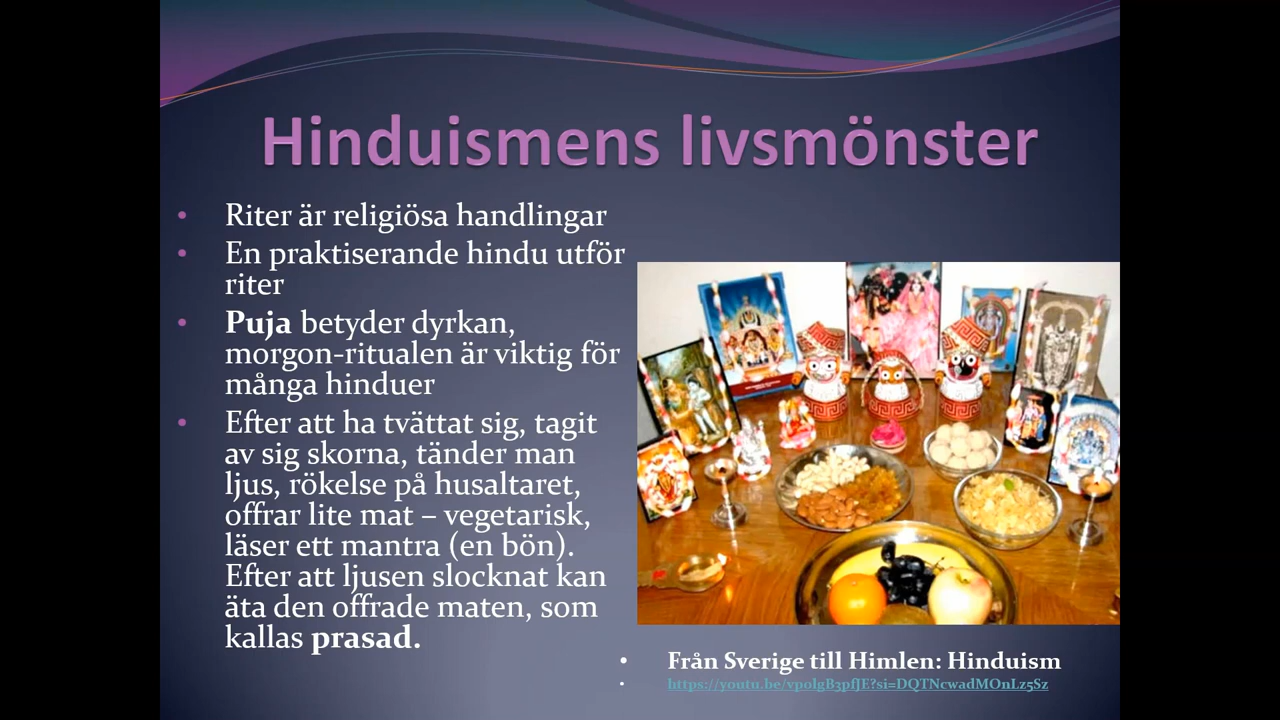 Hinduismens livsmönster
• Riter är religiösa handlingar
• En praktiserande hindu utför
riter
• Puja betyder dyrkan,
morgon-ritualen är viktig för
många hinduer
• Efter att ha tvättat sig, tagit
av sig skorna, tänder man
ljus, rökelse på husaltaret,
offrar lite mat – vegetarisk,
läser ett mantra (en bön).
Efter att ljusen slocknat kan
äta den offrade maten, som
kallas prasad.
• Från Sverige till Himlen: Hinduism
• https://youtu.be/vpolgB3pfJE?si=DQTNcwadMOnLz5Sz